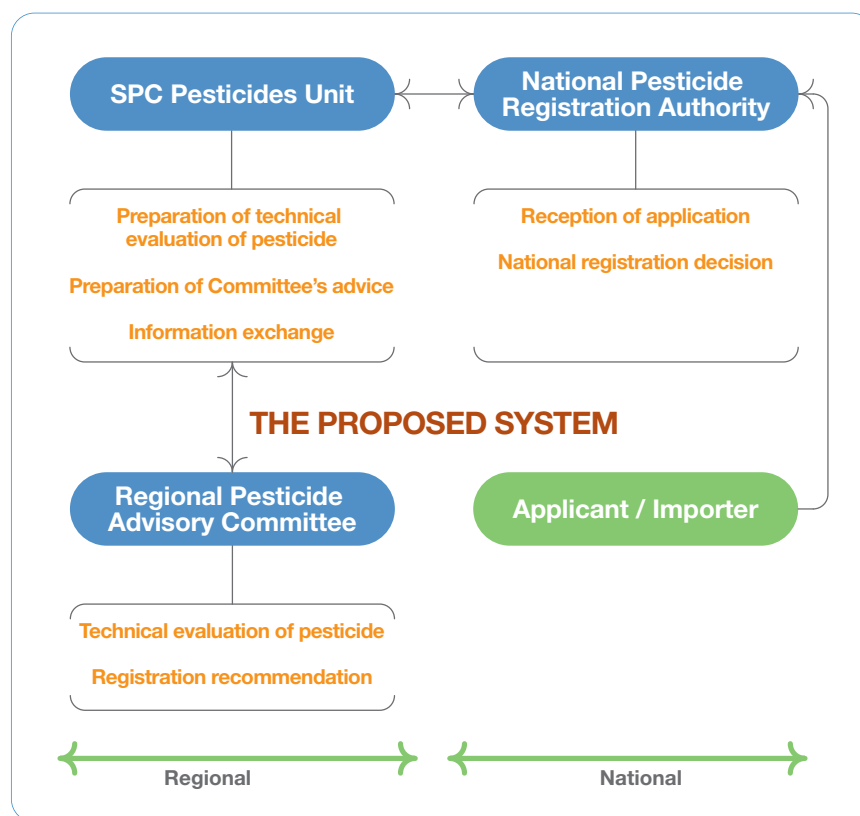 SPC Pesticides Unit
National Pesticide
Registration Authority
Preparation of technical
evaluation of pesticide
Preparation of Committee's advice
Information exchange
Reception of application
National registration decision
THE PROPOSED SYSTEM
Regional Pesticide
Advisory Committee
Applicant / Importer
Technical evaluation of pesticide
Registration recommendation
Regional
National